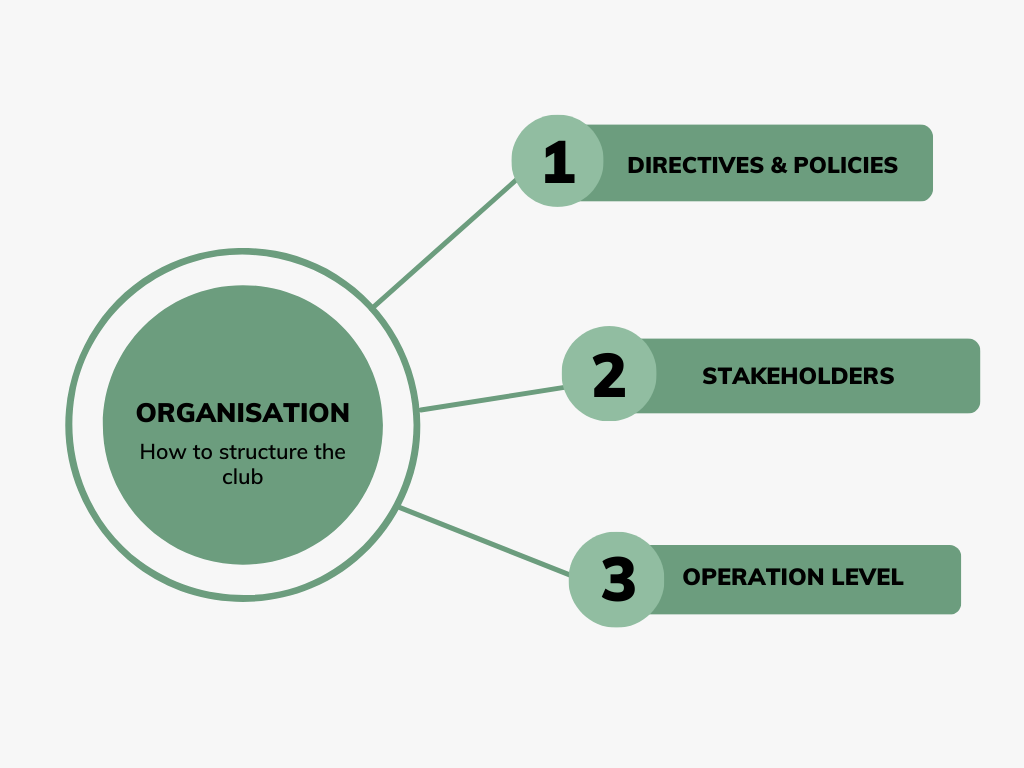 1
DIRECTIVES & POLICIES
2
STAKEHOLDERS
ORGANISATION
How to structure the
club
3
OPERATION LEVEL